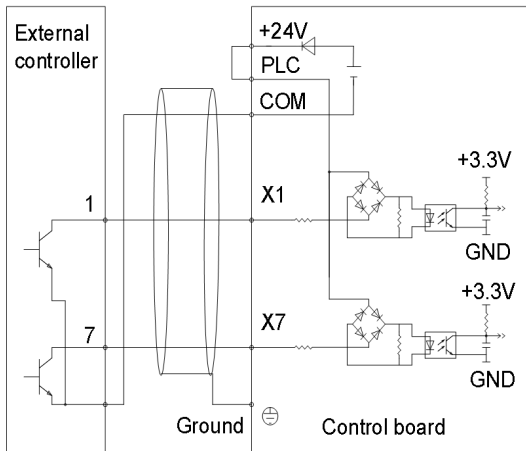 External
controller
+24V
PLC
COM
+3.3V
1
X1
GND
+3.3V
7
X7
GND
Ground
Control board